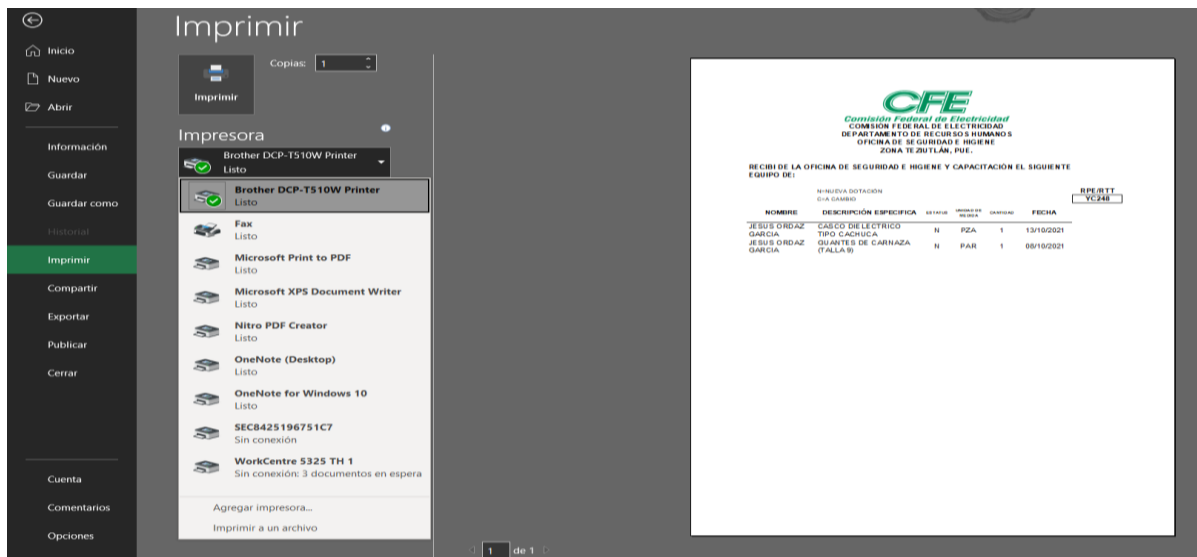 Imprimir
Inicio
Nuevo
Abrir
Información
Guardar
Guardar como
Historial
Imprimir
Compartir
Exportar
Publicar
Cerrar
Cuenta
Comentarios
Opciones
Imprimir
Copias: 1
Impresora
Brother DCP-T510W Printer
Listo
Brother DCP-T510W Printer
Listo
Fax
Listo
Microsoft Print to PDF
Listo
Microsoft XPS Document Writer
Listo
Nitro PDF Creator
Listo
OneNote (Desktop)
Listo
OneNote for Windows 10
Listo
SEC8425196751C7
Sin conexión
WorkCentre 5325 TH 1
Sin conexión: 3 documentos en espera
Agregar impresora...
Imprimir a un archivo
1 de 1
CFE
Comisión Federal de Electricidad
COMISIÓN FEDERAL DE ELECTRICIDAD
DEPARTAMENTO DE RECURSOS HUMANOS
OFICINA DE SEGURIDAD E HIGIENE
ZONA TEZIUTLÁN, PUE.
RECIBI DE LA OFICINA DE SEGURIDAD E HIGIENE Y CAPACITACIÓN EL SIGUIENTE
EQUIPO DE:
N=NUEVA DOTACIÓN RPE/RTT
C=A CAMBIO YC248
NOMBRE DESCRIPCIÓN ESPECIFICA ESTATUS UNIDAD DE MEDIDA CANTIDAD FECHA
JESUS ORDAZ GARCIA CASCO DIELECTRICO TIPO CACHUCA N PZA 1 13/10/2021
JESUS ORDAZ GARCIA GUANTES DE CARNAZA (TALLA 9) N PAR 1 08/10/2021